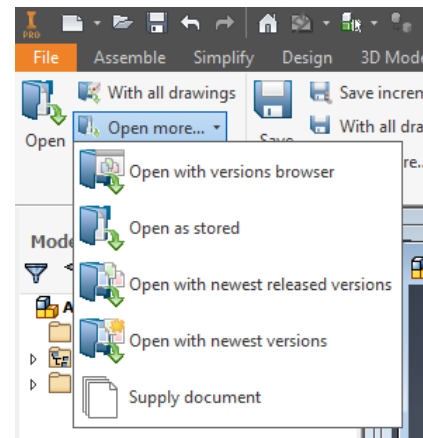 PRO
File Assemble Simplify Design 3D Mode
Open
With all drawings
Open more...
Save
Save incren
With all dra
re..
Open with versions browser
Open as stored
Open with newest released versions
Open with newest versions
Supply document
Mode
A